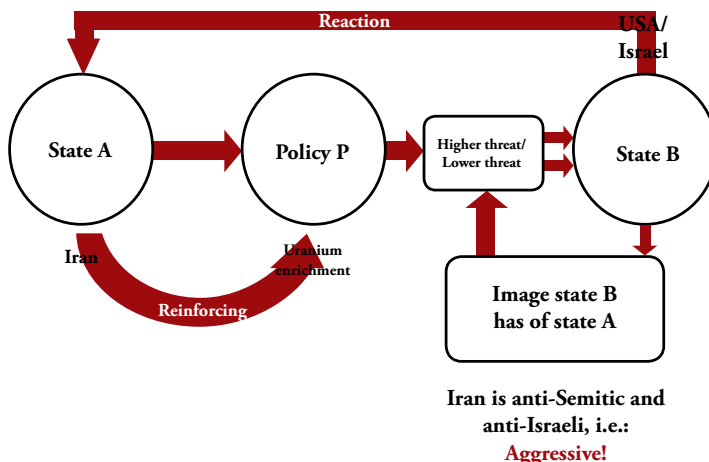 Reaction
USA/
Israel
State A
Policy P
Higher threat/
Lower threat
State B
Iran
Uranium
enrichment
Reinforcing
Image state B
has of state A
Iran is anti-Semitic and
anti-Israeli, i.e.:
Aggressive!